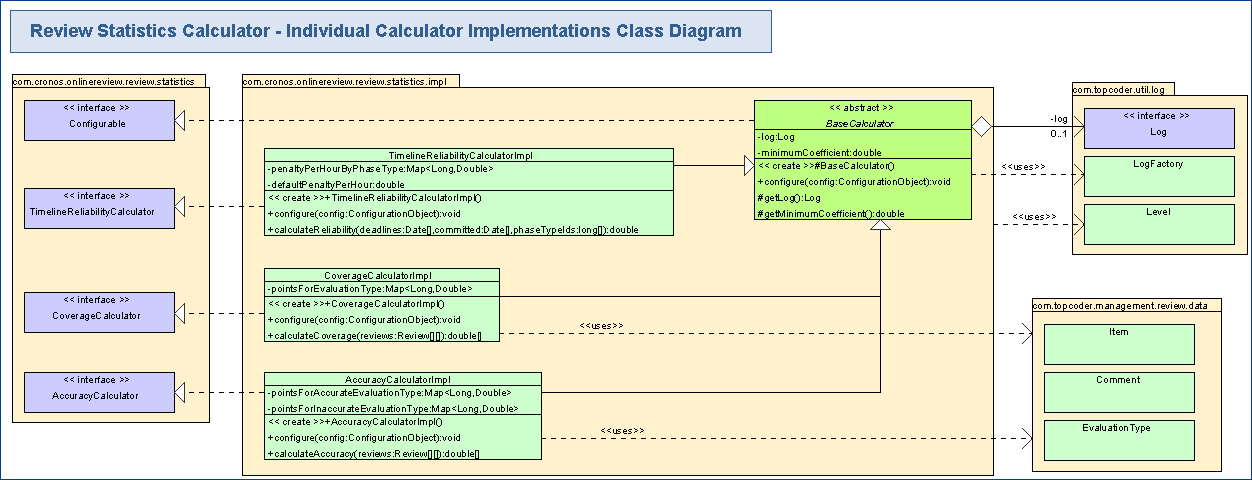 Review Statistics Calculator - Individual Calculator Implementations Class Diagram
com.cronos.onlinereview.review.statistics
<< interface >>
Configurable
<< interface >>
TimelineReliabilityCalculator
<< interface >>
CoverageCalculator
<< interface >>
AccuracyCalculator
com.cronos.onlinereview.review.statistics.impl
TimelineReliabilityCalculatorImpl
-penaltyPerHourByPhaseType:Map<Long,Double>
-defaultPenaltyPerHour:double
<< create >>+TimelineReliabilityCalculatorImpl()
+configure(config:ConfigurationObject):void
+calculateReliability(deadlines:Date[],committed:Date[],phaseTypeIds:long[]):double
CoverageCalculatorImpl
-pointsForEvaluationType:Map<Long,Double>
<< create >>+CoverageCalculatorImpl()
+configure(config:ConfigurationObject):void
+calculateCoverage(reviews:Review[][]):double[]
AccuracyCalculatorImpl
-pointsForAccurateEvaluationType:Map<Long,Double>
-pointsForInaccurateEvaluationType:Map<Long,Double>
<< create >>+AccuracyCalculatorImpl()
+configure(config:ConfigurationObject):void
+calculateAccuracy(reviews:Review[][]):double[]
<< abstract >>
BaseCalculator
-log:Log
-minimumCoefficient:double
<< create >>#BaseCalculator()
+configure(config:ConfigurationObject):void
#getLog():Log
#getMinimumCoefficient():double
-log
0..1
<<uses>>
<<uses>>
<<uses>>
<<uses>>
com.topcoder.util.log
<< interface >>
Log
LogFactory
Level
com.topcoder.management.review.data
Item
Comment
EvaluationType